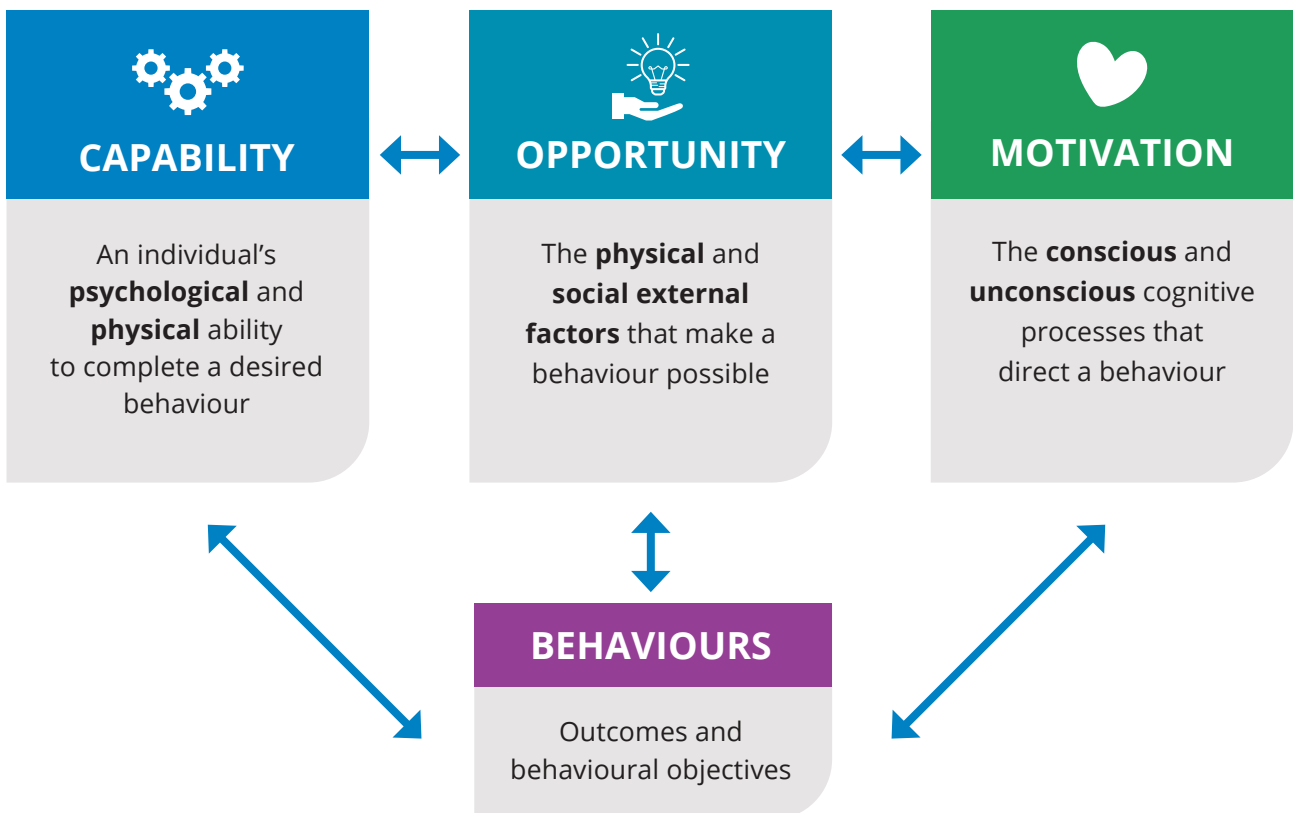 CAPABILITY
An individual’s
psychological and
physical ability
to complete a desired
behaviour
OPPORTUNITY
The physical and
social external
factors that make a
behaviour possible
MOTIVATION
The conscious and
unconscious cognitive
processes that
direct a behaviour
BEHAVIOURS
Outcomes and
behavioural objectives